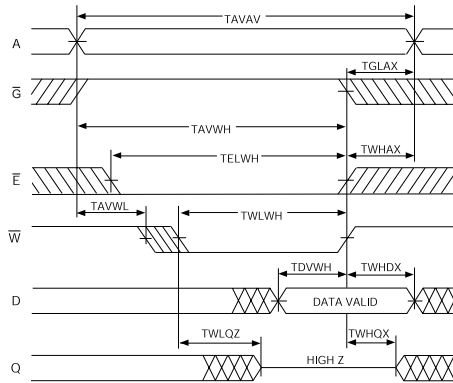 TAVAV
A
TGLAX
G̅
TAVWH
TELWH
TWHAX
E̅
TAVWL
TWLWH
W̅
TDVWH
TWHDX
D
DATA VALID
TWLQZ
TWHQX
Q
HIGH Z